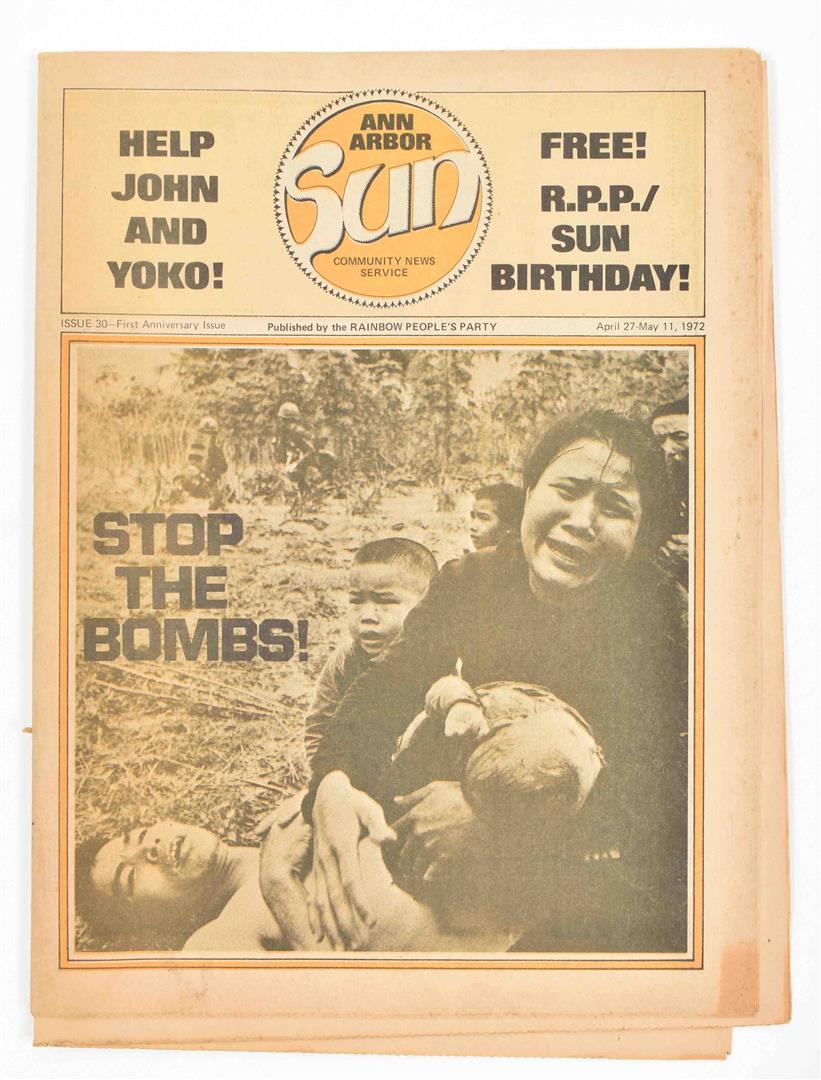 HELP
JOHN
AND
YOKO!
ANN
ARBOR
Sun
COMMUNITY NEWS
SERVICE
FREE!
R.P.P./
SUN
BIRTHDAY!
ISSUE 30—First Anniversary Issue
Published by the RAINBOW PEOPLE'S PARTY
April 27-May 11, 1972
STOP
THE
BOMBS!